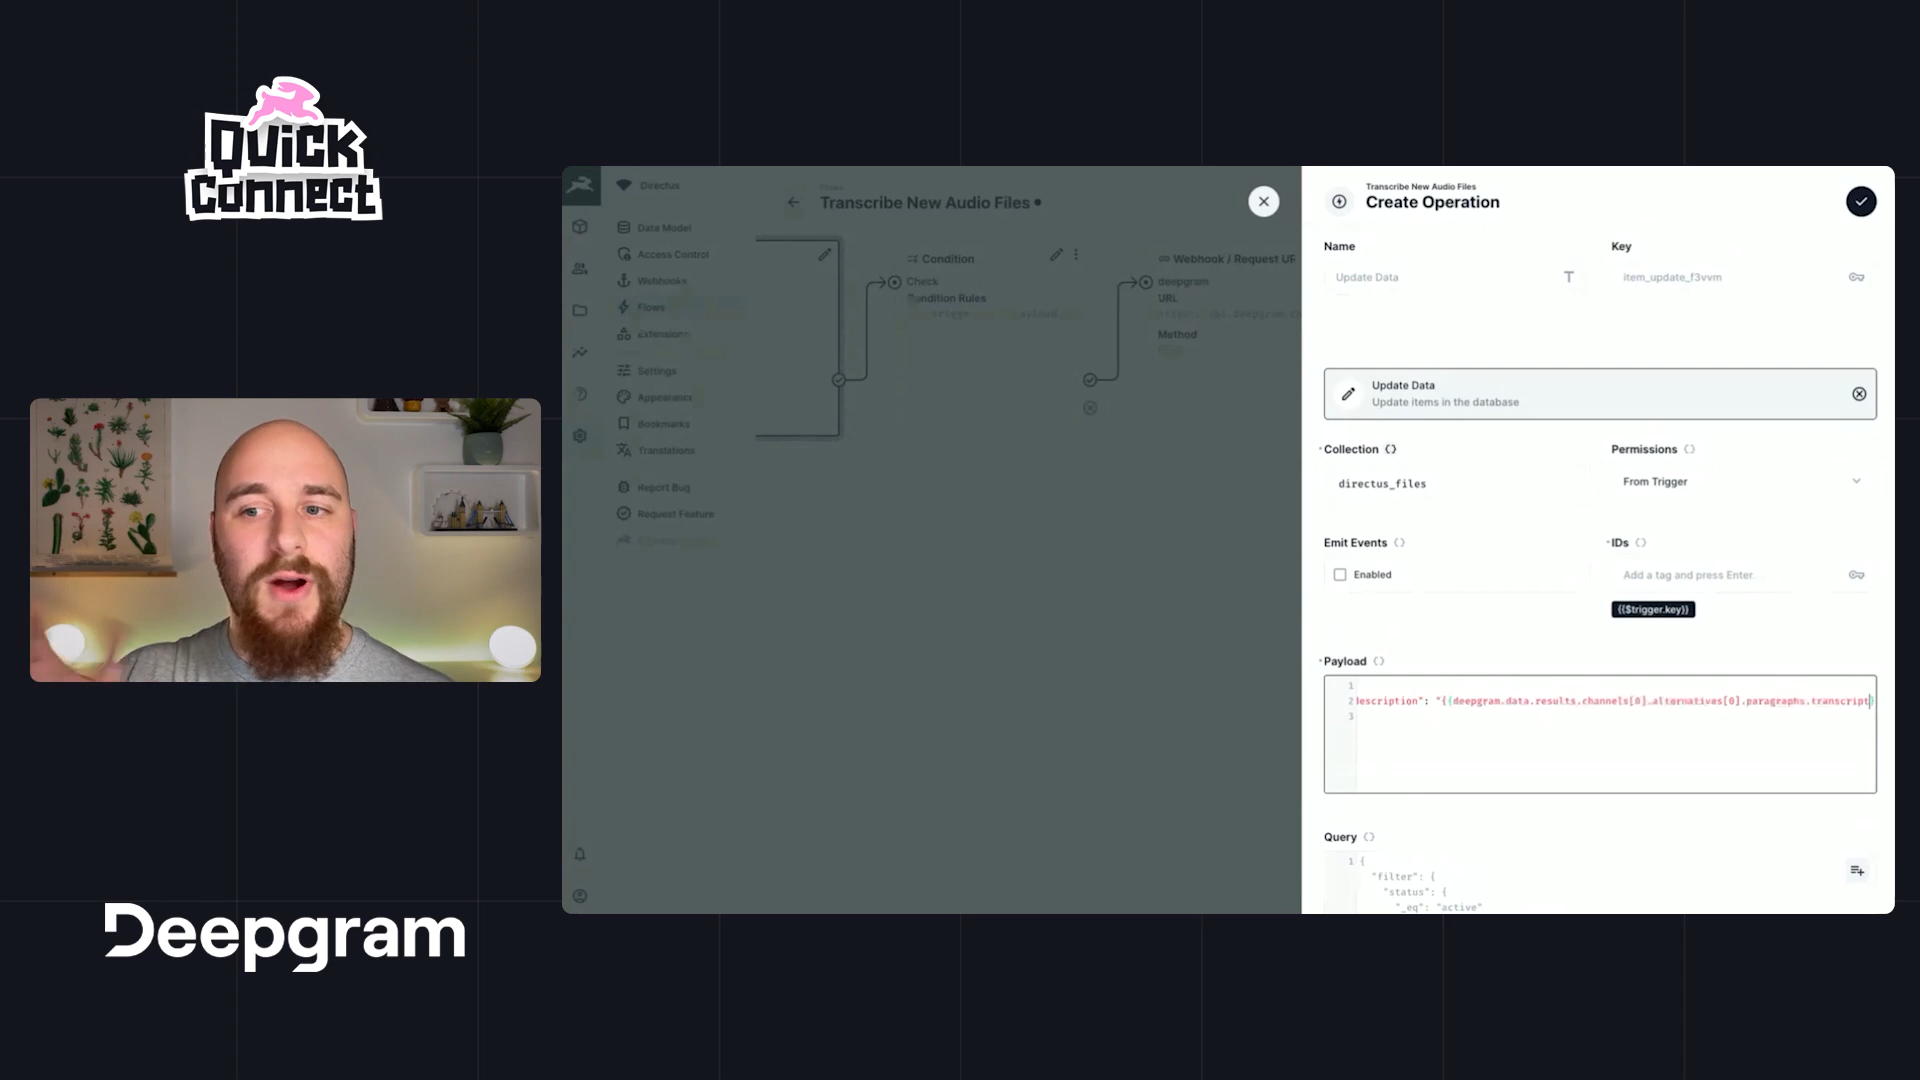 Quick
Connect
Deepgram
Directus
Data Model
Access Control
Webhooks
Flows
Extensions
Settings
Appearance
Bookmarks
Translations
Report Bug
Request Feature
Flows
Transcribe New Audio Files
Condition
Check
Condition Rules
Webhook / Request UR
deepgram
URL
Method
Transcribe New Audio Files
Create Operation
Name
Key
Update Data
item_update_f3vvm
Update Data
Update items in the database
Collection
Permissions
directus_files
From Trigger
Emit Events
IDs
Enabled
Add a tag and press Enter
{{$trigger.key}}
Payload
1
2 description": "{{deepgram.data.results.channels[0].alternatives[0].paragraphs.transcript}
3
Query
1 {
"filter": {
"status": {
"_eq": "active"